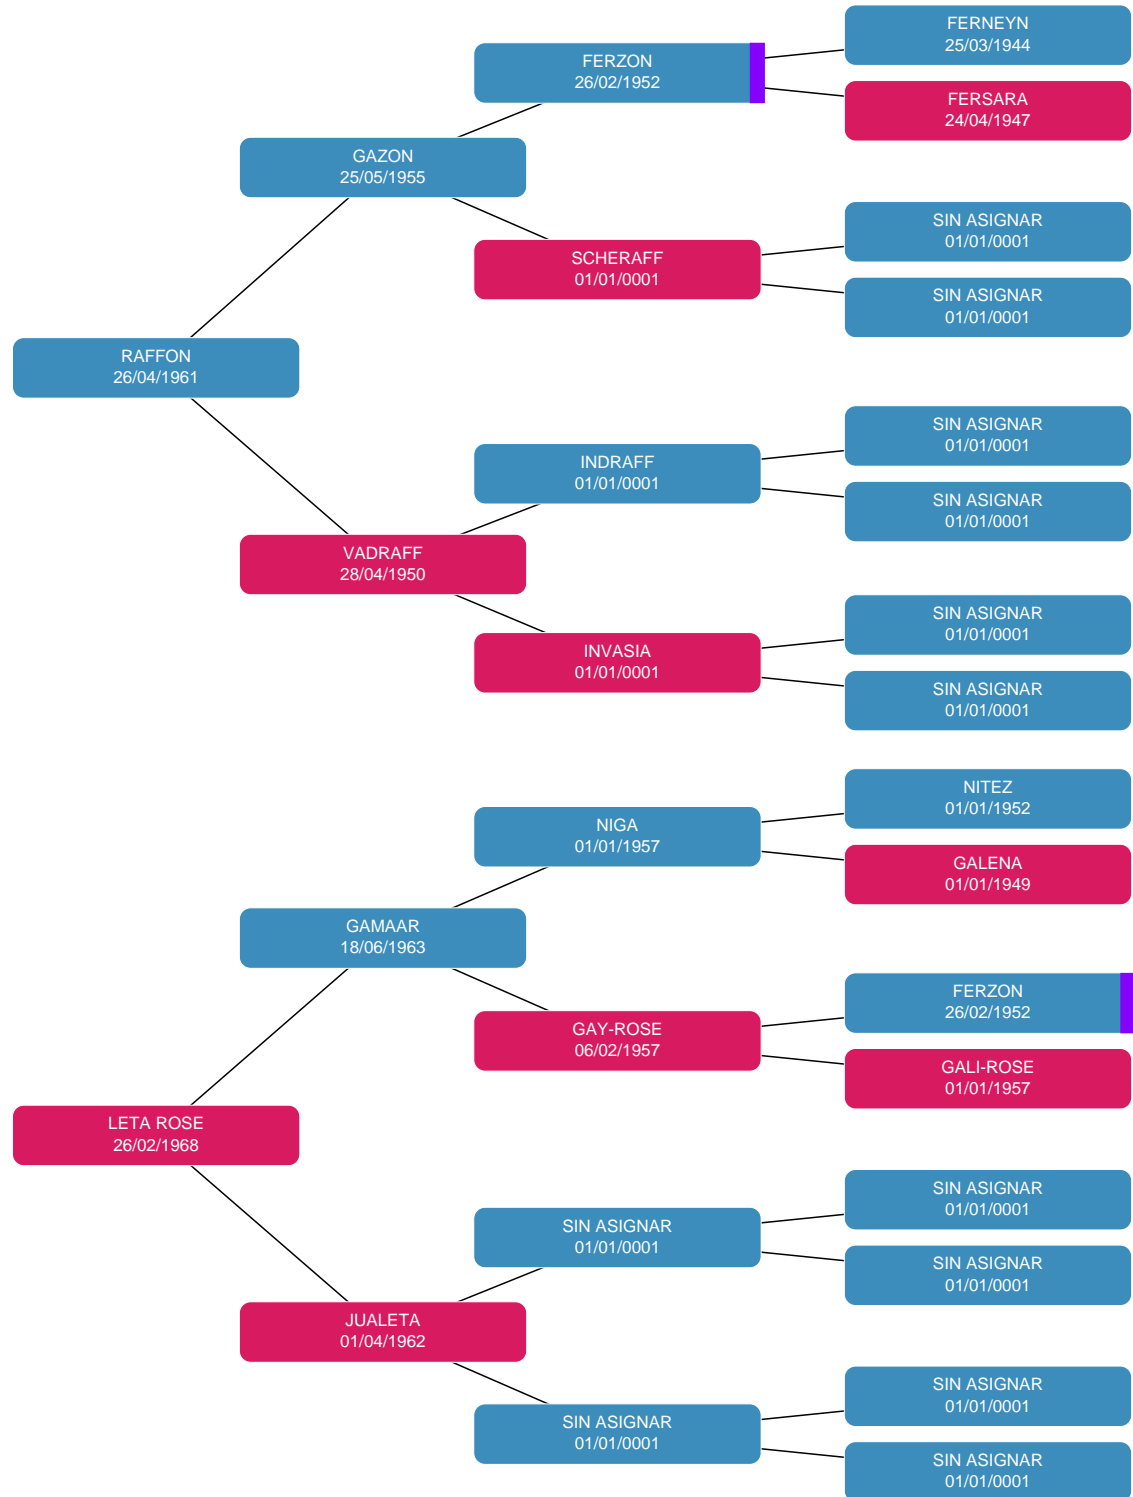 FERNEYN
25/03/1944
FERZON
26/02/1952
FERSARA
24/04/1947
GAZON
25/05/1955
SIN ASIGNAR
01/01/0001
SCHERAFF
01/01/0001
SIN ASIGNAR
01/01/0001
RAFFON
26/04/1961
SIN ASIGNAR
01/01/0001
INDRAFF
01/01/0001
SIN ASIGNAR
01/01/0001
VADRAFF
28/04/1950
SIN ASIGNAR
01/01/0001
INVASIA
01/01/0001
SIN ASIGNAR
01/01/0001
NITEZ
01/01/1952
NIGA
01/01/1957
GALENA
01/01/1949
GAMAAR
18/06/1963
FERZON
26/02/1952
GAY-ROSE
06/02/1957
GALI-ROSE
01/01/1957
LETA ROSE
26/02/1968
SIN ASIGNAR
01/01/0001
SIN ASIGNAR
01/01/0001
SIN ASIGNAR
01/01/0001
JUALETA
01/04/1962
SIN ASIGNAR
01/01/0001
SIN ASIGNAR
01/01/0001
SIN ASIGNAR
01/01/0001